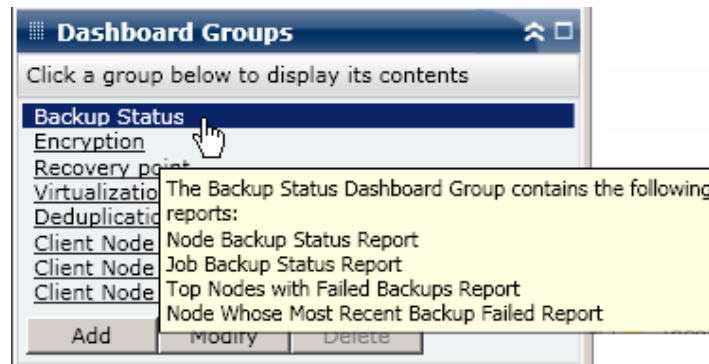 Dashboard Groups
Click a group below to display its contents
Backup Status
Encryption
Recovery point
Virtualizatio
Deduplicatio
Client Node
Client Node
Client Node
The Backup Status Dashboard Group contains the following
reports:
Node Backup Status Report
Job Backup Status Report
Top Nodes with Failed Backups Report
Node Whose Most Recent Backup Failed Report
Add Modify Delete